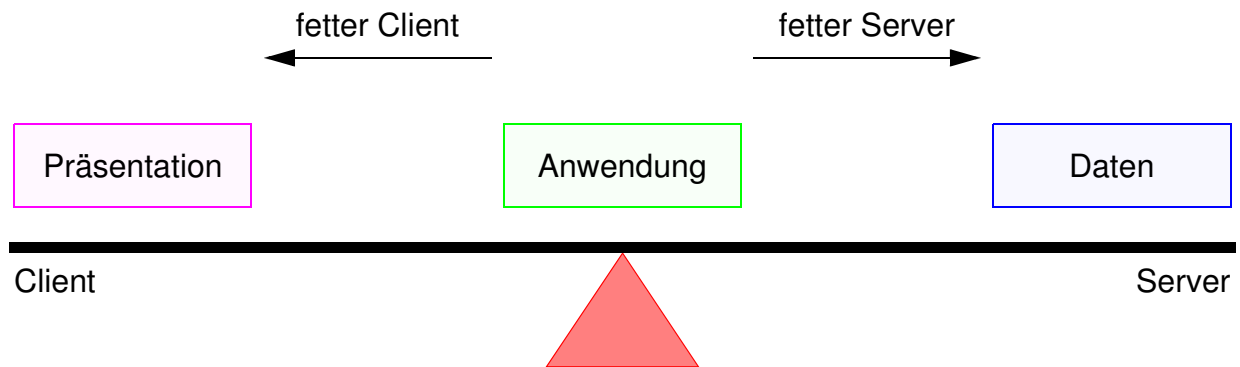 fetter Client
fetter Server
Präsentation
Anwendung
Daten
Client
Server